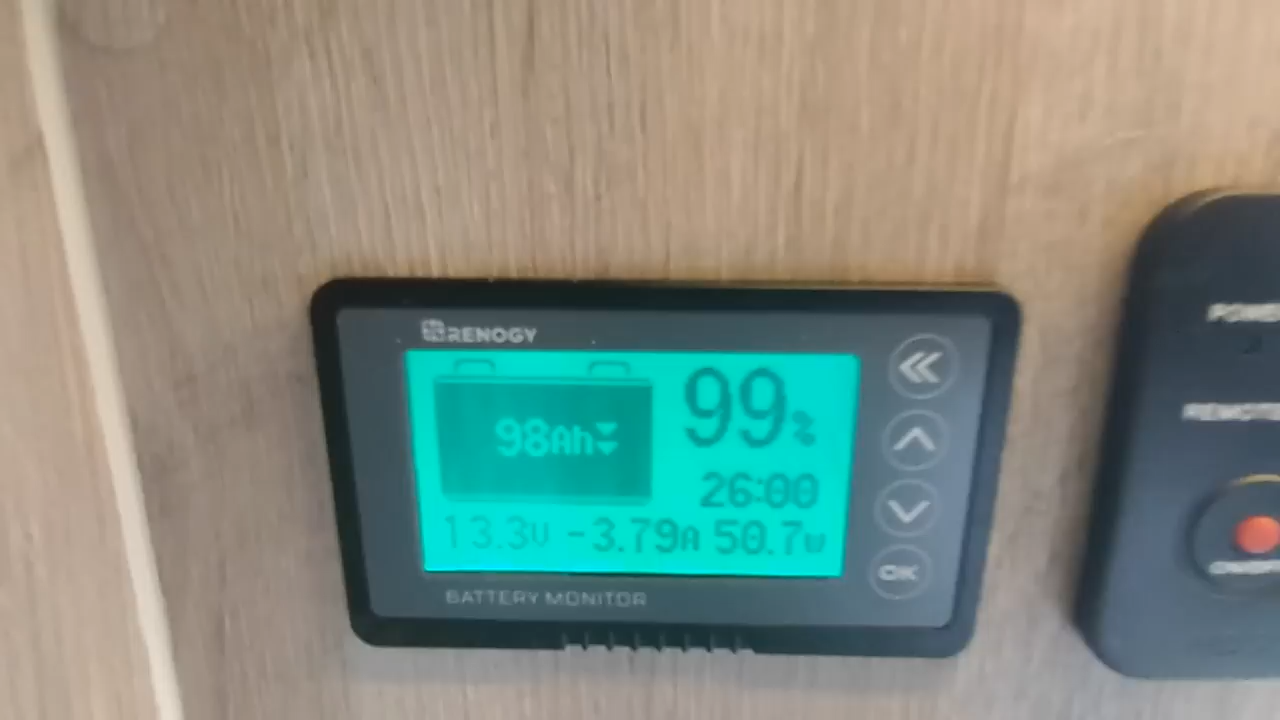 RENOGY
98Ah
99%
26:00
13.3V -3.79A 50.7W
OK
BATTERY MONITOR